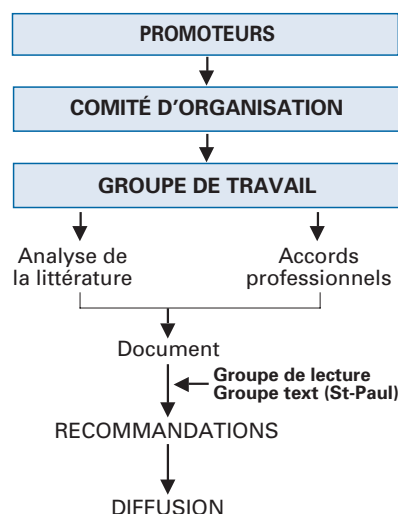 PROMOTEURS
COMITÉ D'ORGANISATION
GROUPE DE TRAVAIL
Analyse de
la littérature
Accords
professionnels
Document
Groupe de lecture
Groupe text (St-Paul)
RECOMMANDATIONS
DIFFUSION